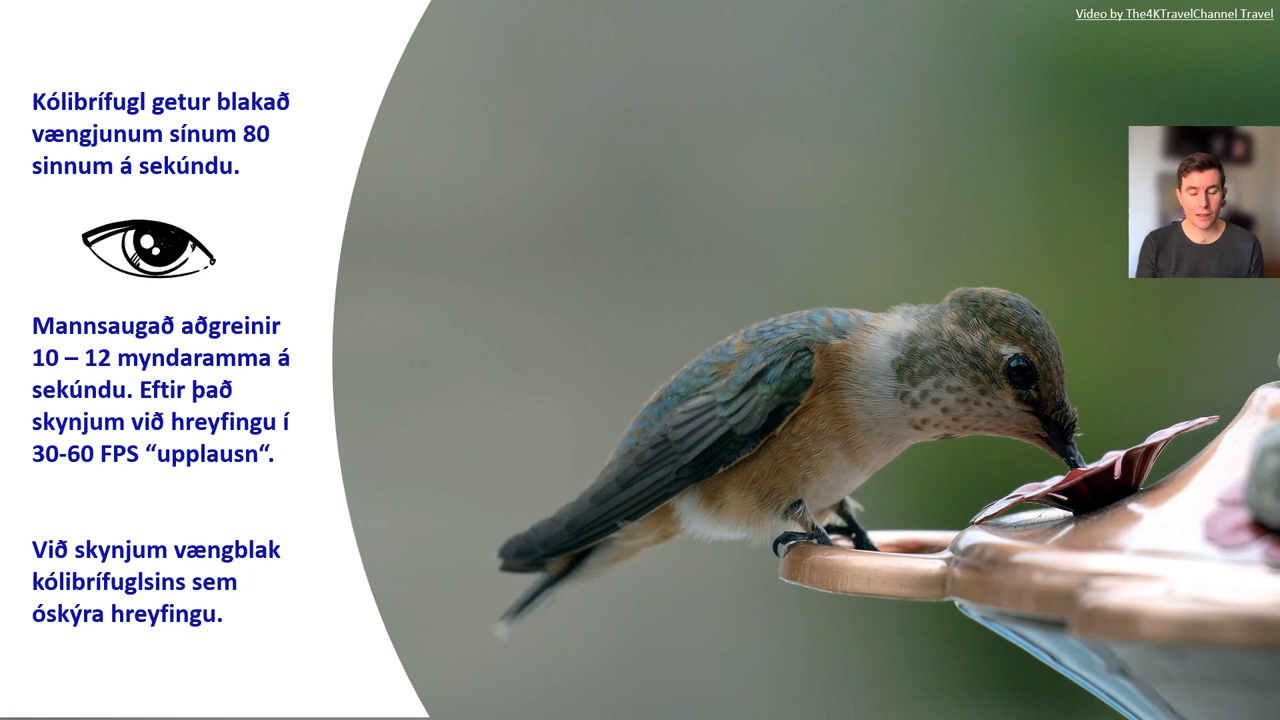 Video by The4KTravelChannel Travel
Kólibrífugl getur blakað
vængjunum sínum 80
sinnum á sekúndu.
Mannsaugað aðgreinir
10 – 12 myndaramma á
sekúndu. Eftir það
skynjum við hreyfingu í
30-60 FPS “upplausn“.
Við skynjum vængblak
kólibrífuglsins sem
óskýra hreyfingu.